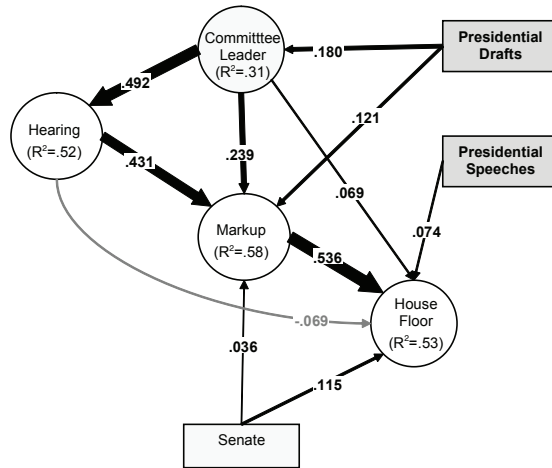 Committtee
Leader
(R²=.31)
Presidential
Drafts
.180
.492
.121
Hearing
(R²=.52)
.431
.239
.069
Presidential
Speeches
.074
Markup
(R²=.58)
.536
House
Floor
(R²=.53)
-.069
.036
.115
Senate